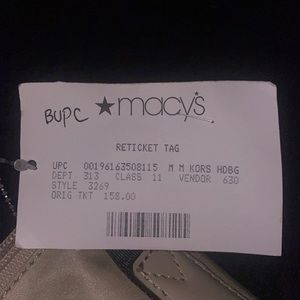 BUPC
★macy's
RETICKET TAG
UPC 00196163508115 M M KORS HDBG
DEPT 313 CLASS 11 VENDOR 630
STYLE 3269
ORIG TKT 158.00